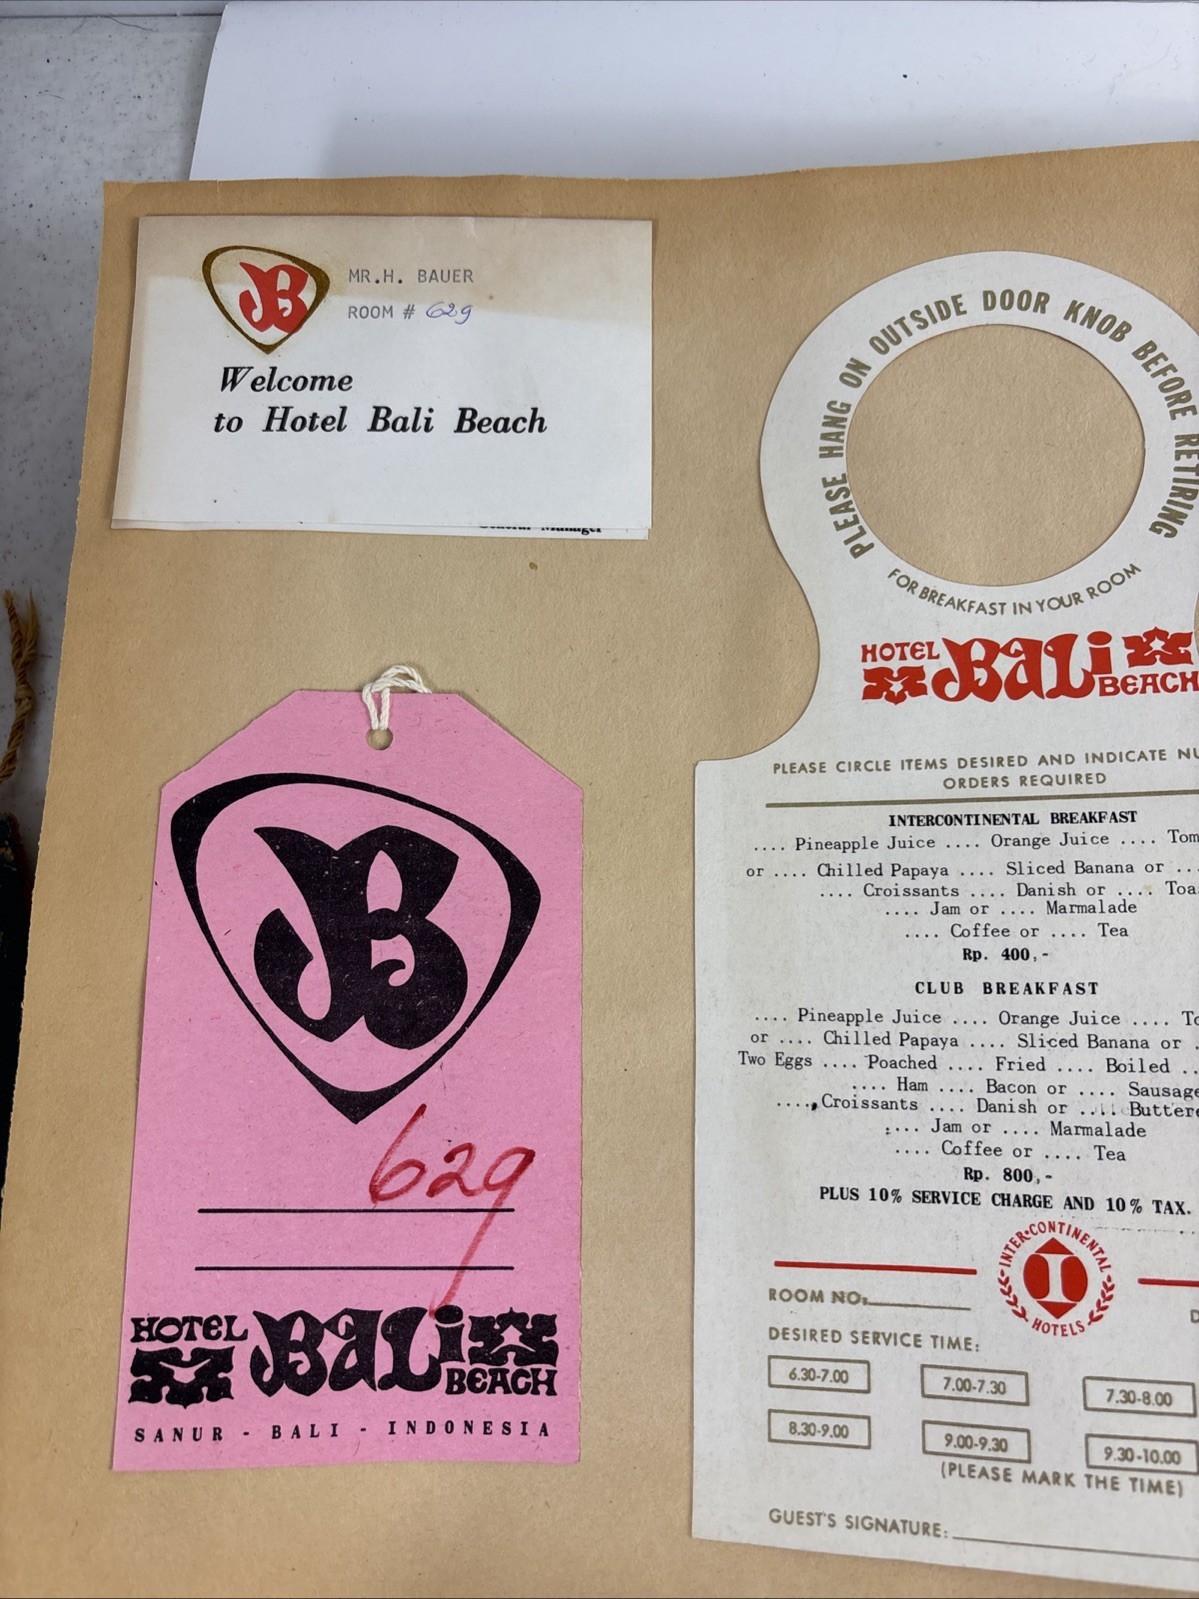 MR.H. BAUER
ROOM # 629
Welcome
to Hotel Bali Beach
General Manager
B
629
HOTEL BALI BEACH
SANUR - BALI - INDONESIA
PLEASE HANG ON OUTSIDE DOOR KNOB BEFORE RETIRING
FOR BREAKFAST IN YOUR ROOM
HOTEL BALI BEACH
PLEASE CIRCLE ITEMS DESIRED AND INDICATE
ORDERS REQUIRED
INTERCONTINENTAL BREAKFAST
.... Pineapple Juice .... Orange Juice ....
or .... Chilled Papaya .... Sliced Banana or ...
.... Croissants .... Danish or ....
.... Jam or .... Marmalade
.... Coffee or .... Tea
Rp. 400,-
CLUB BREAKFAST
.... Pineapple Juice .... Orange Juice ....
or .... Chilled Papaya .... Sliced Banana or .
Two Eggs .... Poached .... Fried .... Boiled ..
.... Ham .... Bacon or .... Sausage
.... Croissants .... Danish or .... Buttere
.... Jam or .... Marmalade
.... Coffee or .... Tea
Rp. 800,-
PLUS 10% SERVICE CHARGE AND 10% TAX.
INTER·CONTINENTAL HOTELS
ROOM NO:
DESIRED SERVICE TIME:
6.30-7.00 7.00-7.30 7.30-8.00
8.30-9.00 9.00-9.30 9.30-10.00
(PLEASE MARK THE TIME)
GUEST'S SIGNATURE: